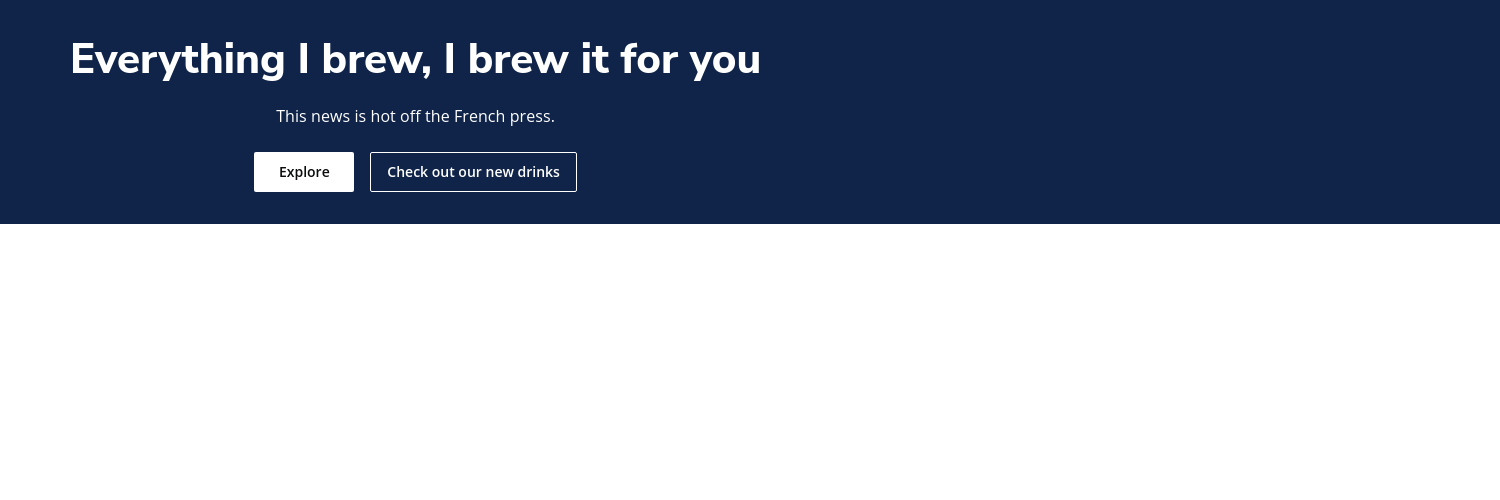 Everything I brew, I brew it for you
This news is hot off the French press.
Explore
Check out our new drinks